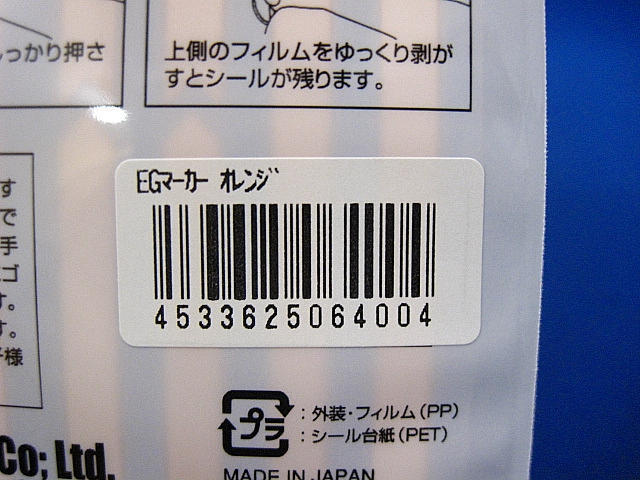 っかり押さ
上側のフィルムをゆっくり剥が
すとシールが残ります。
す
で
手
ゴ
す。
す。
様
EGマーカー オレンジ
4533625064004
プラ
：外装・フィルム（PP）
：シール台紙（PET）
Co; Ltd.
MADE IN JAPAN